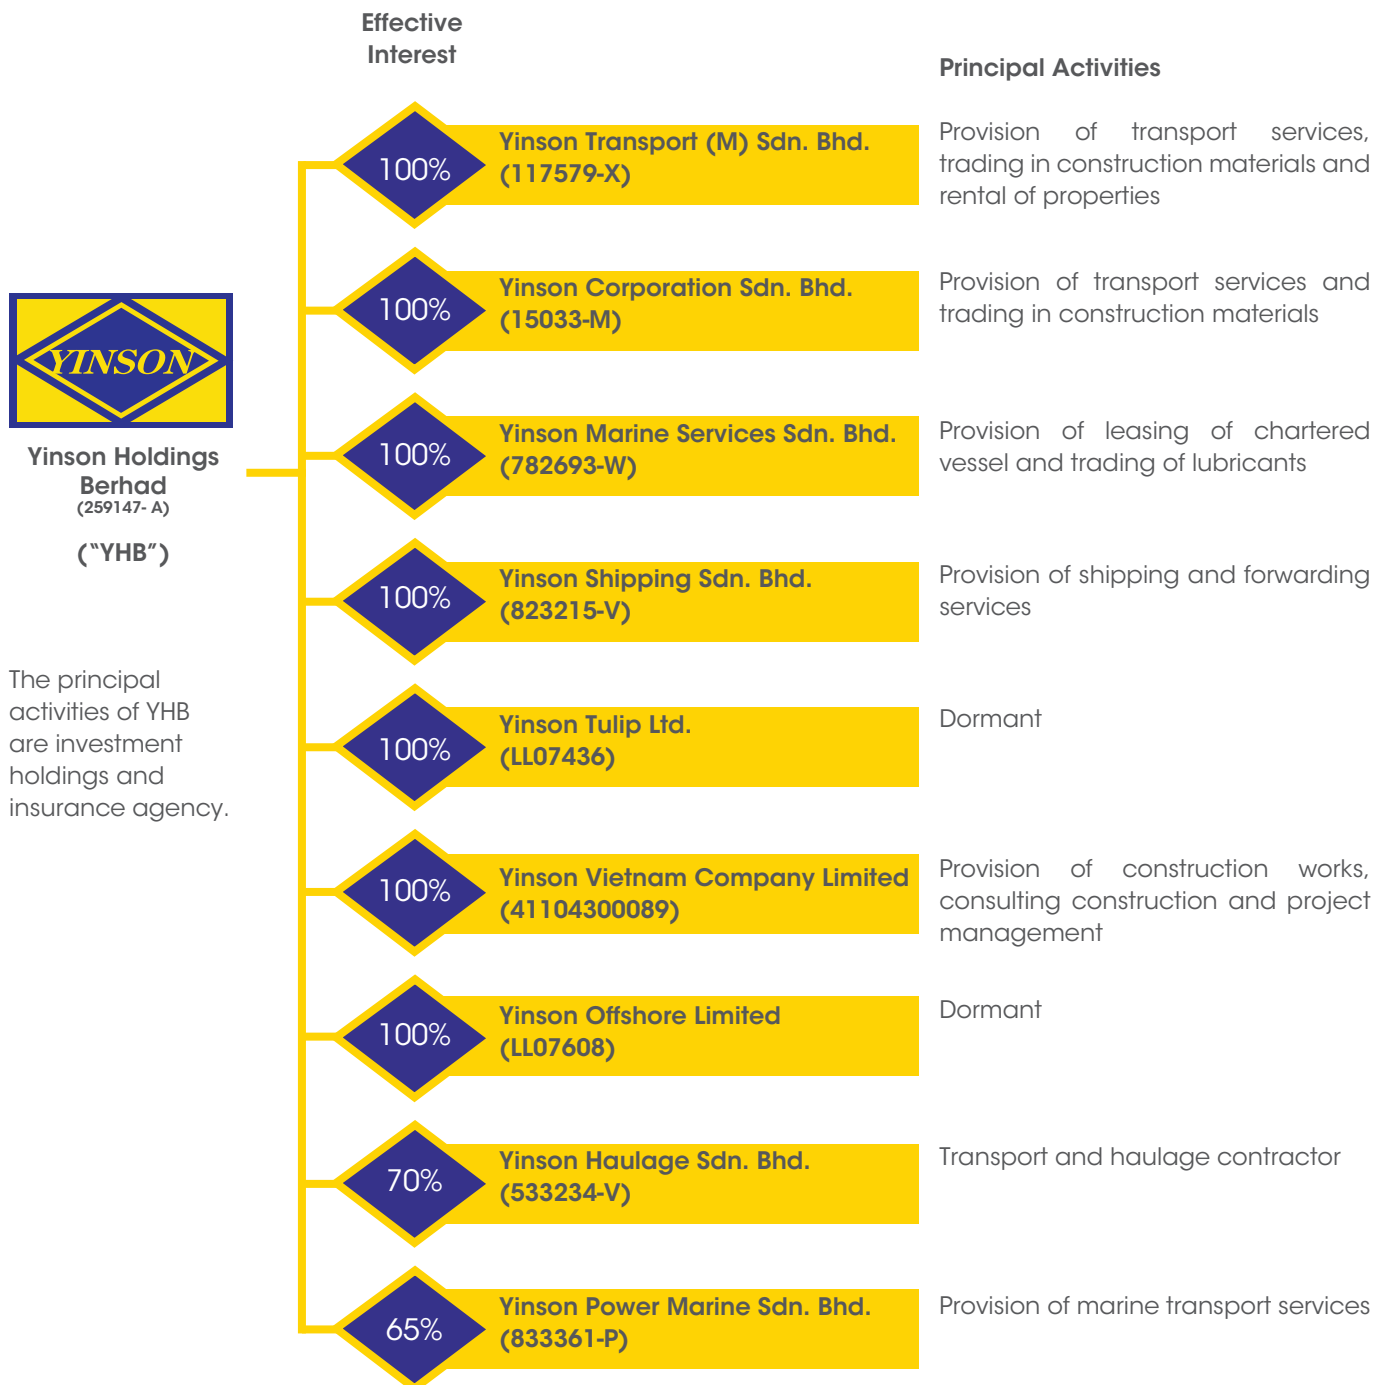 Effective
Interest
Principal Activities
YINSON
Yinson Holdings
Berhad
(259147- A)
("YHB")
The principal
activities of YHB
are investment
holdings and
insurance agency.
100%
Yinson Transport (M) Sdn. Bhd.
(117579-X)
Provision of transport services,
trading in construction materials and
rental of properties
100%
Yinson Corporation Sdn. Bhd.
(15033-M)
Provision of transport services and
trading in construction materials
100%
Yinson Marine Services Sdn. Bhd.
(782693-W)
Provision of leasing of chartered
vessel and trading of lubricants
100%
Yinson Shipping Sdn. Bhd.
(823215-V)
Provision of shipping and forwarding
services
100%
Yinson Tulip Ltd.
(LL07436)
Dormant
100%
Yinson Vietnam Company Limited
(41104300089)
Provision of construction works,
consulting construction and project
management
100%
Yinson Offshore Limited
(LL07608)
Dormant
70%
Yinson Haulage Sdn. Bhd.
(533234-V)
Transport and haulage contractor
65%
Yinson Power Marine Sdn. Bhd.
(833361-P)
Provision of marine transport services